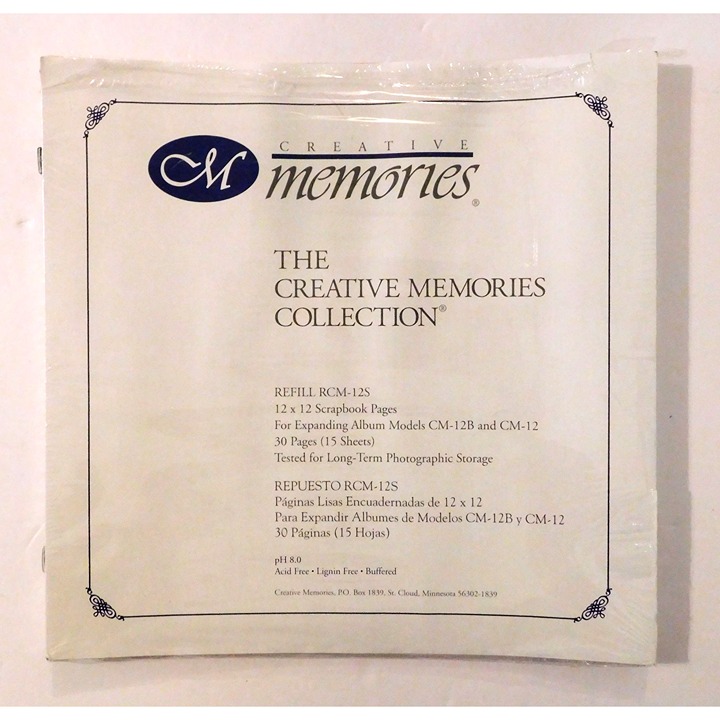 CM
CREATIVE
memories®
THE
CREATIVE MEMORIES
COLLECTION®
REFILL RCM-12S
12 x 12 Scrapbook Pages
For Expanding Album Models CM-12B and CM-12
30 Pages (15 Sheets)
Tested for Long-Term Photographic Storage
REPUESTO RCM-12S
Páginas Lisas Encuadernadas de 12 x 12
Para Expandir Albumes de Modelos CM-12B y CM-12
30 Páginas (15 Hojas)
pH 8.0
Acid Free • Lignin Free • Buffered
Creative Memories, P.O. Box 1839, St. Cloud, Minnesota 56302-1839